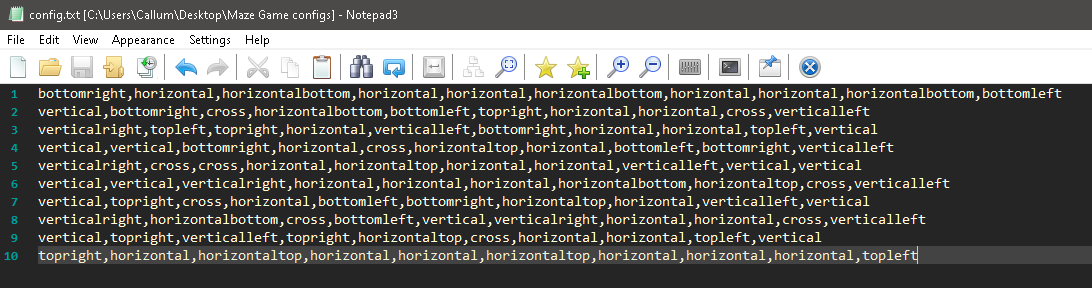 config.txt [C:\Users\Callum\Desktop\Maze Game configs] - Notepad3
File Edit View Appearance Settings Help
1 bottomright,horizontal,horizontalbottom,horizontal,horizontal,horizontalbottom,horizontal,horizontal,horizontalbottom,bottomleft
2 vertical,bottomright,cross,horizontalbottom,bottomleft,topright,horizontal,horizontal,cross,verticalleft
3 verticalright,topleft,topright,horizontal,verticalleft,bottomright,horizontal,horizontal,topleft,vertical
4 vertical,vertical,bottomright,horizontal,cross,horizontaltop,horizontal,bottomleft,bottomright,verticalleft
5 verticalright,cross,cross,horizontal,horizontaltop,horizontal,horizontal,verticalleft,vertical,vertical
6 vertical,vertical,verticalright,horizontal,horizontal,horizontal,horizontalbottom,horizontaltop,cross,verticalleft
7 vertical,topright,cross,horizontal,bottomleft,bottomright,horizontaltop,horizontal,verticalleft,vertical
8 verticalright,horizontalbottom,cross,bottomleft,vertical,verticalright,horizontal,horizontal,cross,verticalleft
9 vertical,topright,verticalleft,topright,horizontaltop,cross,horizontal,horizontal,topleft,vertical
10 topright,horizontal,horizontaltop,horizontal,horizontal,horizontaltop,horizontal,horizontal,horizontal,topleft